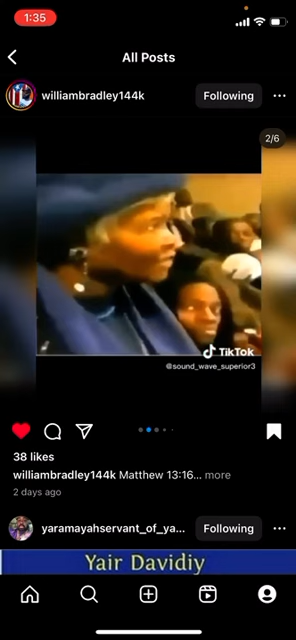 1:35
All Posts
williambradley144k
Following
2/6
TikTok
@sound_wave_superior3
38 likes
williambradley144k Matthew 13:16... more
2 days ago
yaramayahservant_of_ya...
Following
Yair Davidiy